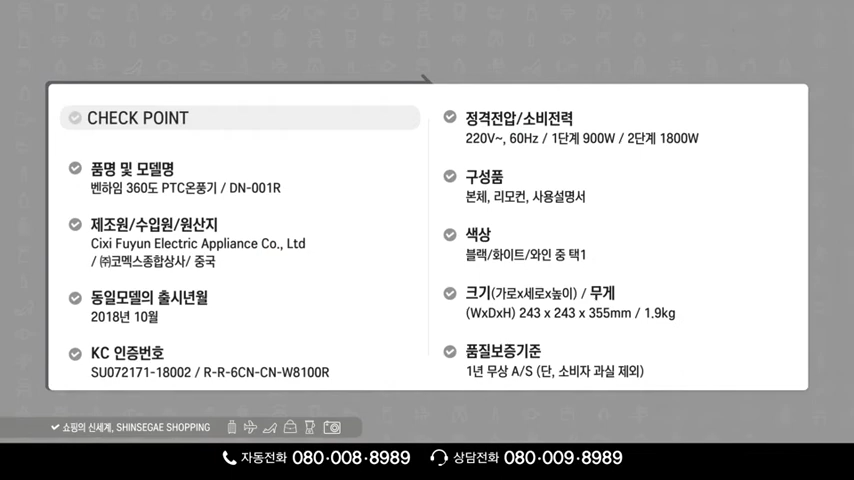 CHECK POINT
품명 및 모델명
벤하임 360도 PTC온풍기 / DN-001R
제조원/수입원/원산지
Cixi Fuyun Electric Appliance Co., Ltd
/ ㈜코멕스종합상사/ 중국
동일모델의 출시년월
2018년 10월
KC 인증번호
SU072171-18002 / R-R-6CN-CN-W8100R
정격전압/소비전력
220V~, 60Hz / 1단계 900W / 2단계 1800W
구성품
본체, 리모컨, 사용설명서
색상
블랙/화이트/와인 중 택1
크기(가로x세로x높이) / 무게
(WxDxH) 243 x 243 x 355mm / 1.9kg
품질보증기준
1년 무상 A/S (단, 소비자 과실 제외)
쇼핑의 신세계, SHINSEGAE SHOPPING
자동전화 080·008·8989 상담전화 080·009·8989